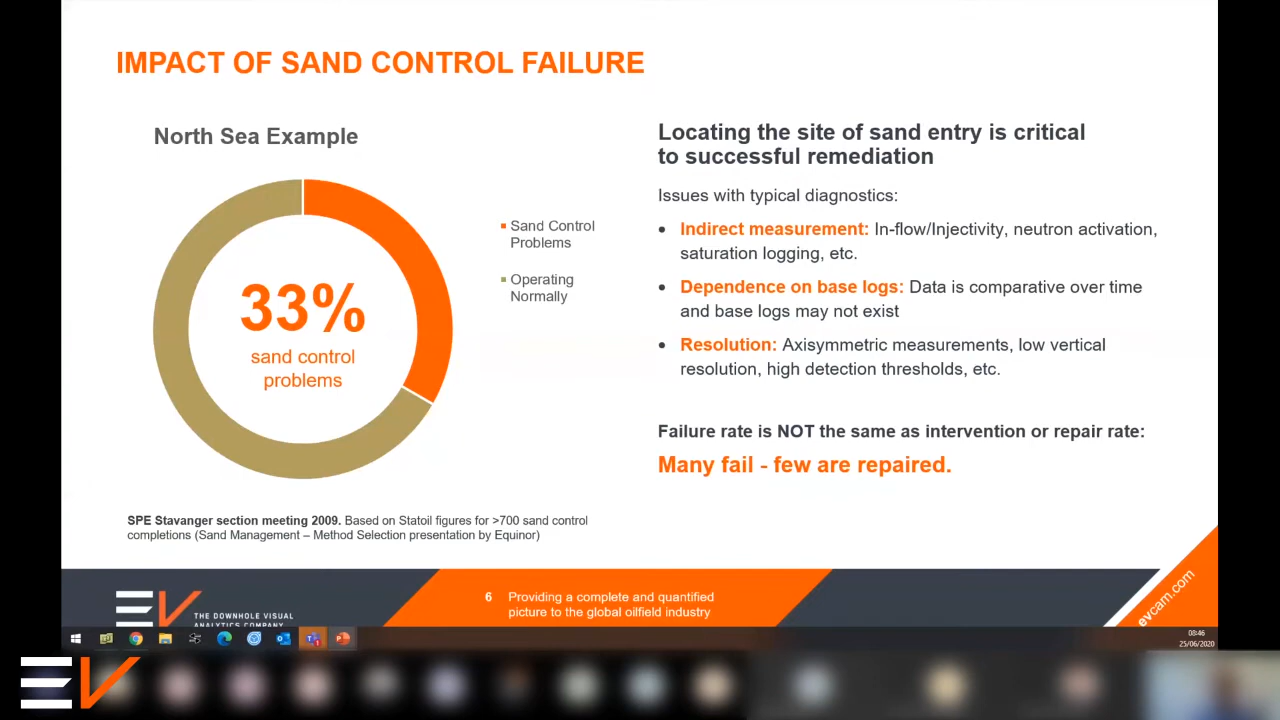 IMPACT OF SAND CONTROL FAILURE
North Sea Example
33%
sand control
problems
Sand Control
Problems
Operating
Normally
SPE Stavanger section meeting 2009. Based on Statoil figures for >700 sand control
completions (Sand Management – Method Selection presentation by Equinor)
Locating the site of sand entry is critical
to successful remediation
Issues with typical diagnostics:
• Indirect measurement: In-flow/Injectivity, neutron activation,
saturation logging, etc.
• Dependence on base logs: Data is comparative over time
and base logs may not exist
• Resolution: Axisymmetric measurements, low vertical
resolution, high detection thresholds, etc.
Failure rate is NOT the same as intervention or repair rate:
Many fail - few are repaired.
EV
THE DOWNHOLE VISUAL
ANALYTICS COMPANY
6 Providing a complete and quantified
picture to the global oilfield industry
evcam.com
08:46
25/06/2020
EV